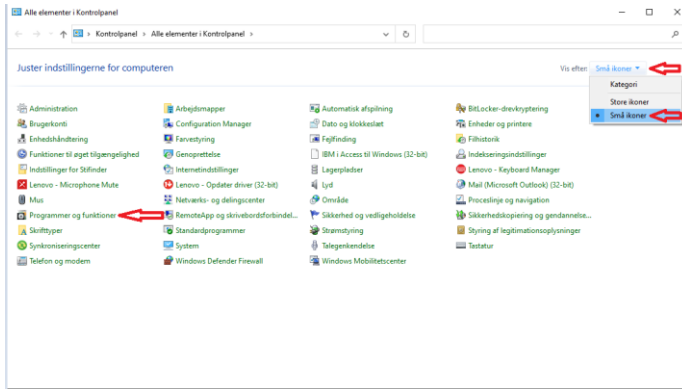 Alle elementer i Kontrolpanel
Kontrolpanel › Alle elementer i Kontrolpanel ›
Juster indstillingerne for computeren
Vis efter: Små ikoner
Kategori
Store ikoner
Små ikoner
Administration
Arbejdsmapper
Automatisk afspilning
BitLocker-drevkryptering
Brugerkonti
Configuration Manager
Dato og klokkeslæt
Enheder og printere
Enhedshåndtering
Farvestyring
Fejlfinding
Filhistorik
Funktioner til øget tilgængelighed
Genoprettelse
IBM i Access til Windows (32-bit)
Indekseringsindstillinger
Indstillinger for Stifinder
Internetindstillinger
Lagerpladser
Lenovo - Keyboard Manager
Lenovo - Microphone Mute
Lenovo - Opdater driver (32-bit)
Lyd
Mail (Microsoft Outlook) (32-bit)
Mus
Netværks- og delingscenter
Område
Proceslinje og navigation
Programmer og funktioner
RemoteApp og skrivebordsforbindel...
Sikkerhed og vedligeholdelse
Sikkerhedskopiering og gendannelse...
Skrifttyper
Standardprogrammer
Strømstyring
Styring af legitimationsoplysninger
Synkroniseringscenter
System
Talegenkendelse
Tastatur
Telefon og modem
Windows Defender Firewall
Windows Mobilitetscenter